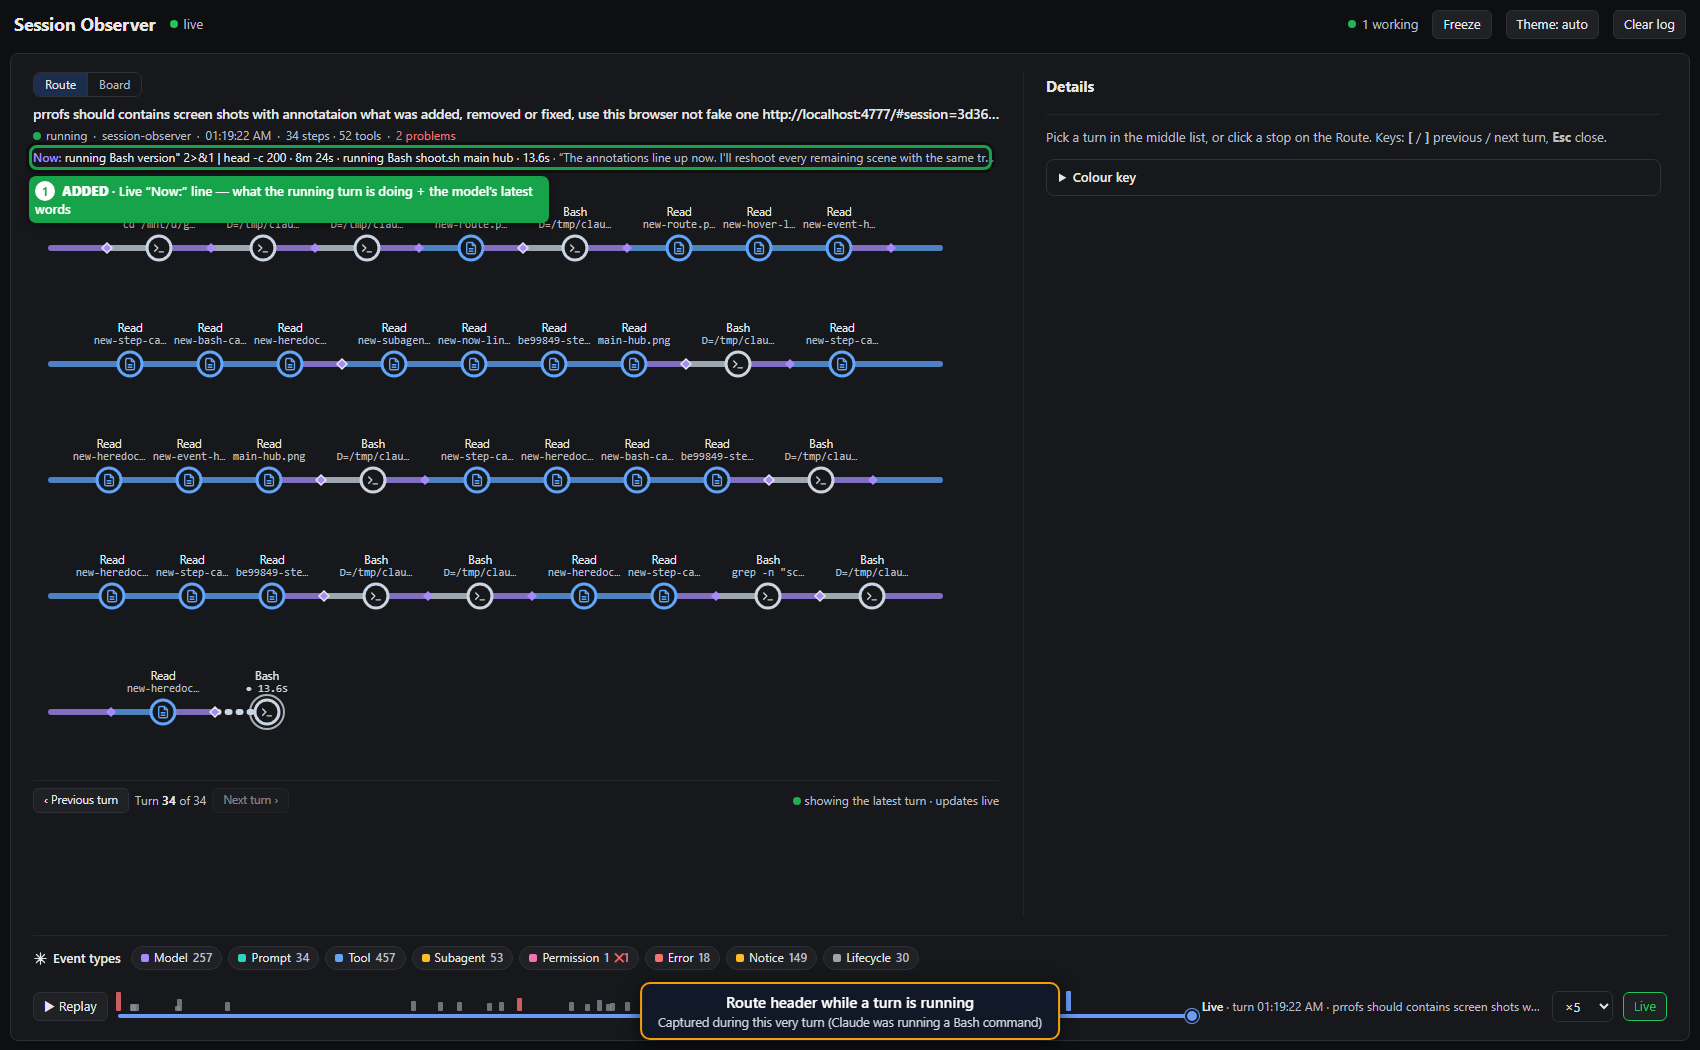 Session Observer
live
1 working
Freeze
Theme: auto
Clear log
Route
Board
prrofs should contains screen shots with annotataion what was added, removed or fixed, use this browser not fake one http://localhost:4777/#session=3d36...
running · session-observer · 01:19:22 AM · 34 steps · 52 tools · 2 problems
Now: running Bash version" 2>&1 | head -c 200 · 8m 24s · running Bash shoot.sh main hub · 13.6s · “The annotations line up now. I'll reshoot every remaining scene with the same tr...
1 ADDED · Live “Now:” line — what the running turn is doing + the model's latest
words
Bash Read Read Read
D=/tmp/clau… new-route.p… new-hover-l… new-event-h…
Read Read Read Read Read Read Read Bash Read
new-step-ca… new-bash-ca… new-heredoc… new-subagen… new-now-lin… be99849-ste… main-hub.png D=/tmp/clau… new-step-ca…
Read Read Read Bash Read Read Read Read Bash
new-heredoc… new-event-h… main-hub.png D=/tmp/clau… new-step-ca… new-heredoc… new-bash-ca… be99849-ste… D=/tmp/clau…
Read Read Read Bash Bash Read Read Bash Bash
new-heredoc… new-step-ca… be99849-ste… D=/tmp/clau… D=/tmp/clau… new-heredoc… new-step-ca… grep -n "sc… D=/tmp/clau…
Read Bash
new-heredoc… 13.6s
‹ Previous turn
Turn 34 of 34
Next turn ›
showing the latest turn · updates live
Details
Pick a turn in the middle list, or click a stop on the Route. Keys: [ / ] previous / next turn, Esc close.
Colour key
Event types
Model 257
Prompt 34
Tool 457
Subagent 53
Permission 1 ✕1
Error 18
Notice 149
Lifecycle 30
Replay
Route header while a turn is running
Captured during this very turn (Claude was running a Bash command)
Live · turn 01:19:22 AM · prrofs should contains screen shots w...
×5
Live